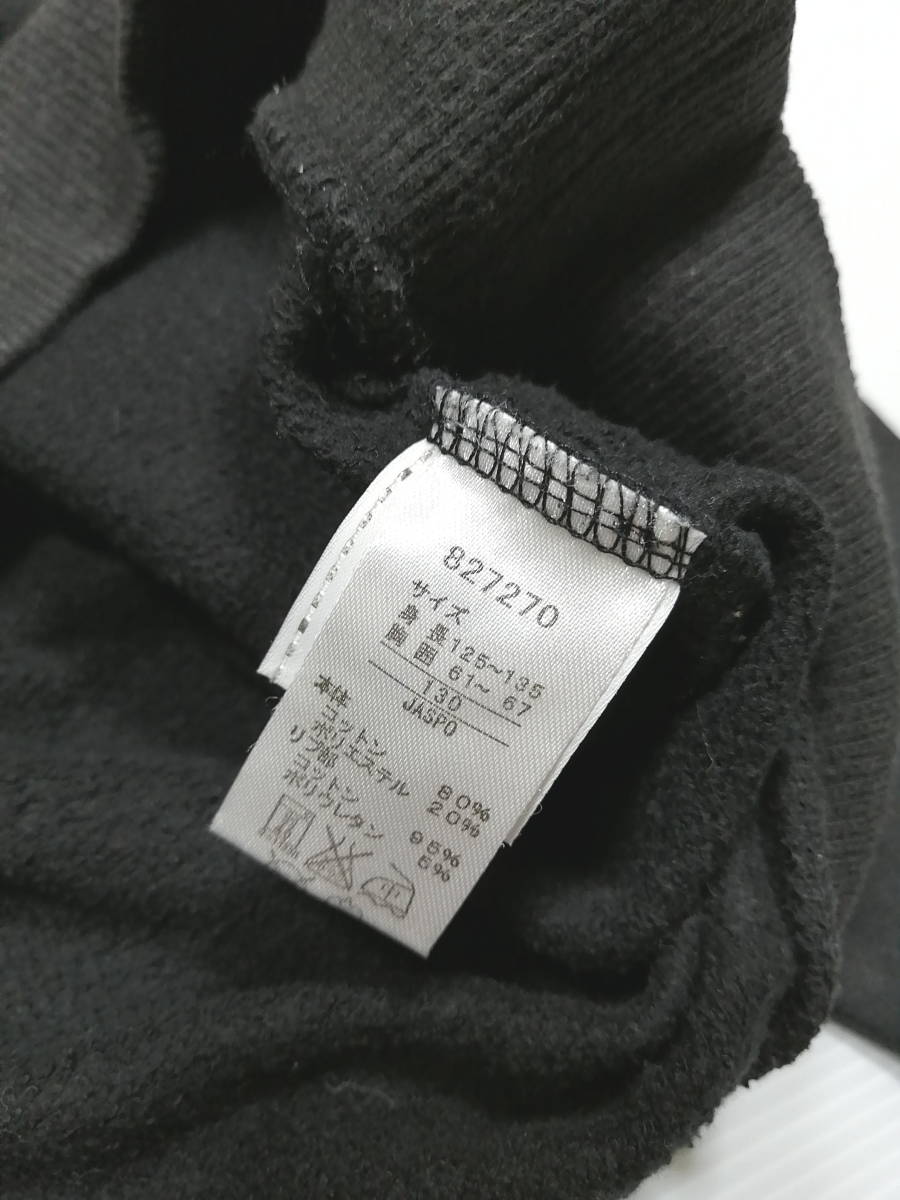 827270
サイズ
身長125~135
胸囲 61~ 67
130
JASPO
本体
コットン 80%
ポリエステル 20%
リブ部
コットン 95%
ポリウレタン 5%